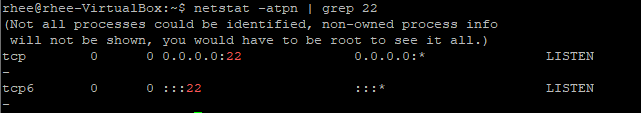 rhee@rhee-VirtualBox:~$ netstat -atpn | grep 22
(Not all processes could be identified, non-owned process info
 will not be shown, you would have to be root to see it all.)
tcp        0      0 0.0.0.0:22              0.0.0.0:*               LISTEN
-
tcp6       0      0 :::22                   :::*                    LISTEN
-